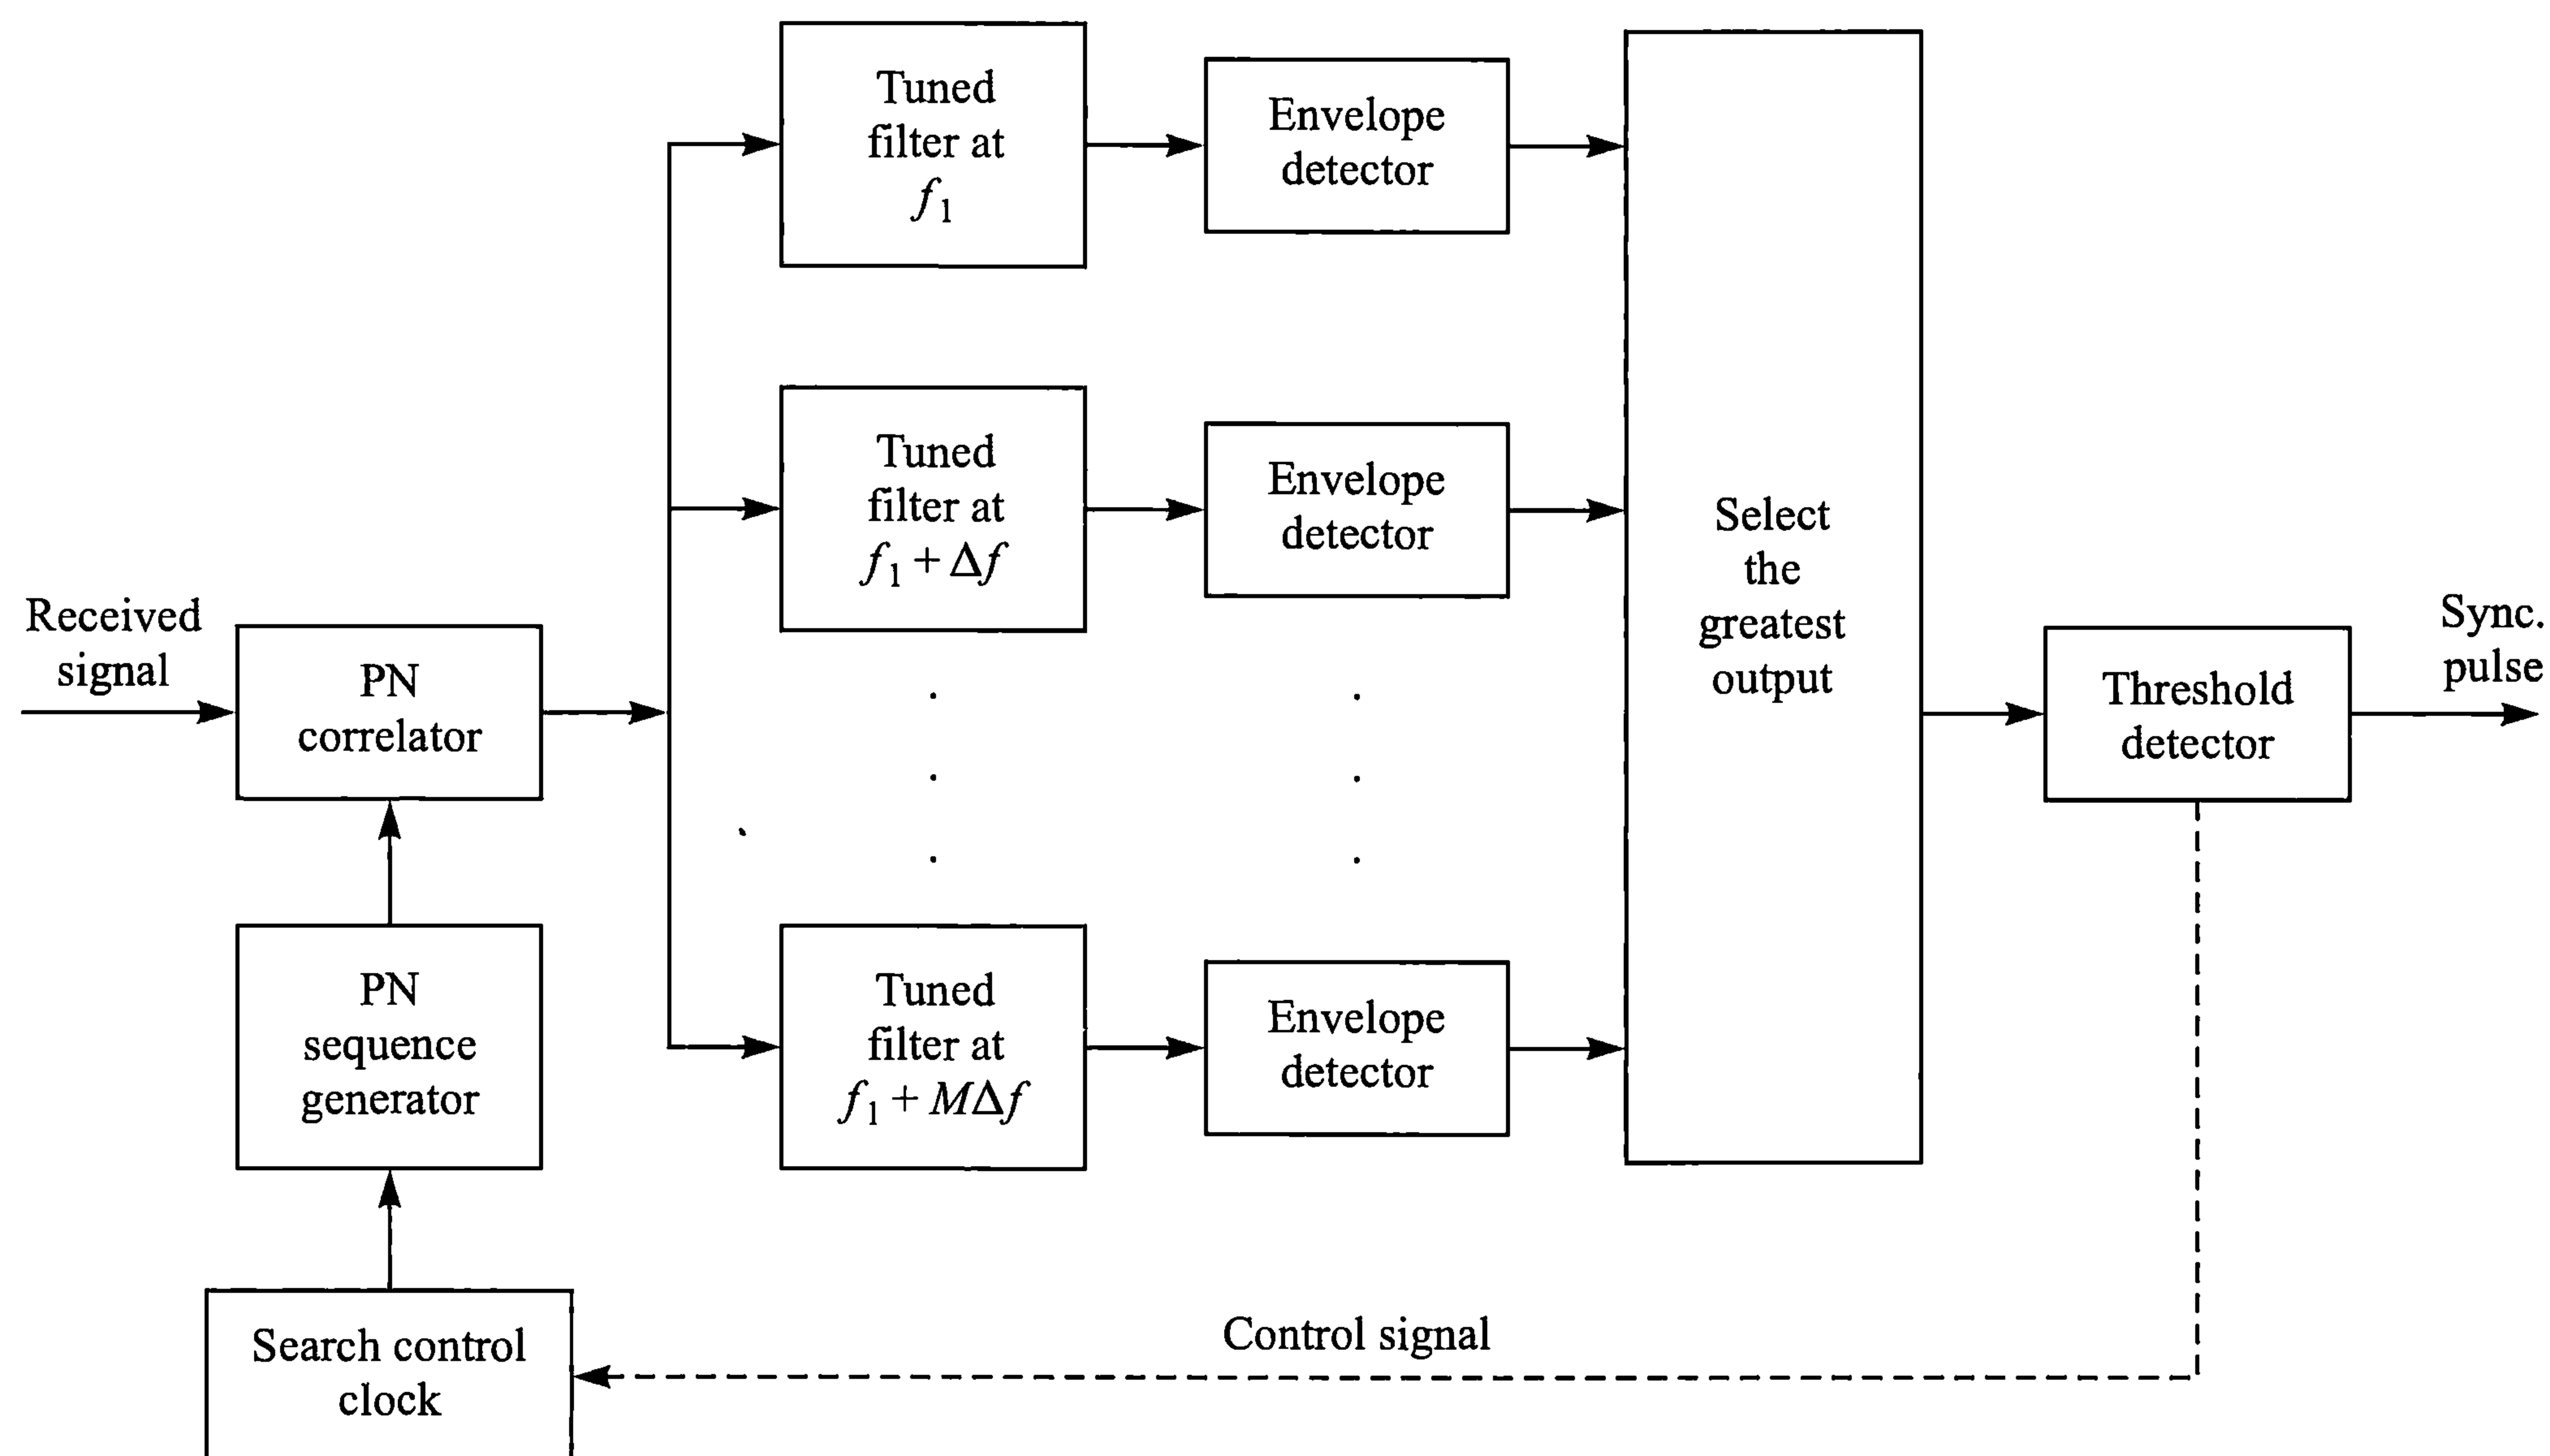 Tuned
filter at
f₁
Envelope
detector
Tuned
filter at
f₁ + Δf
Envelope
detector
Select
the
greatest
output
Received
signal
PN
correlator
Threshold
detector
Sync.
pulse
PN
sequence
generator
Tuned
filter at
f₁ + MΔf
Envelope
detector
Search control
clock
Control signal